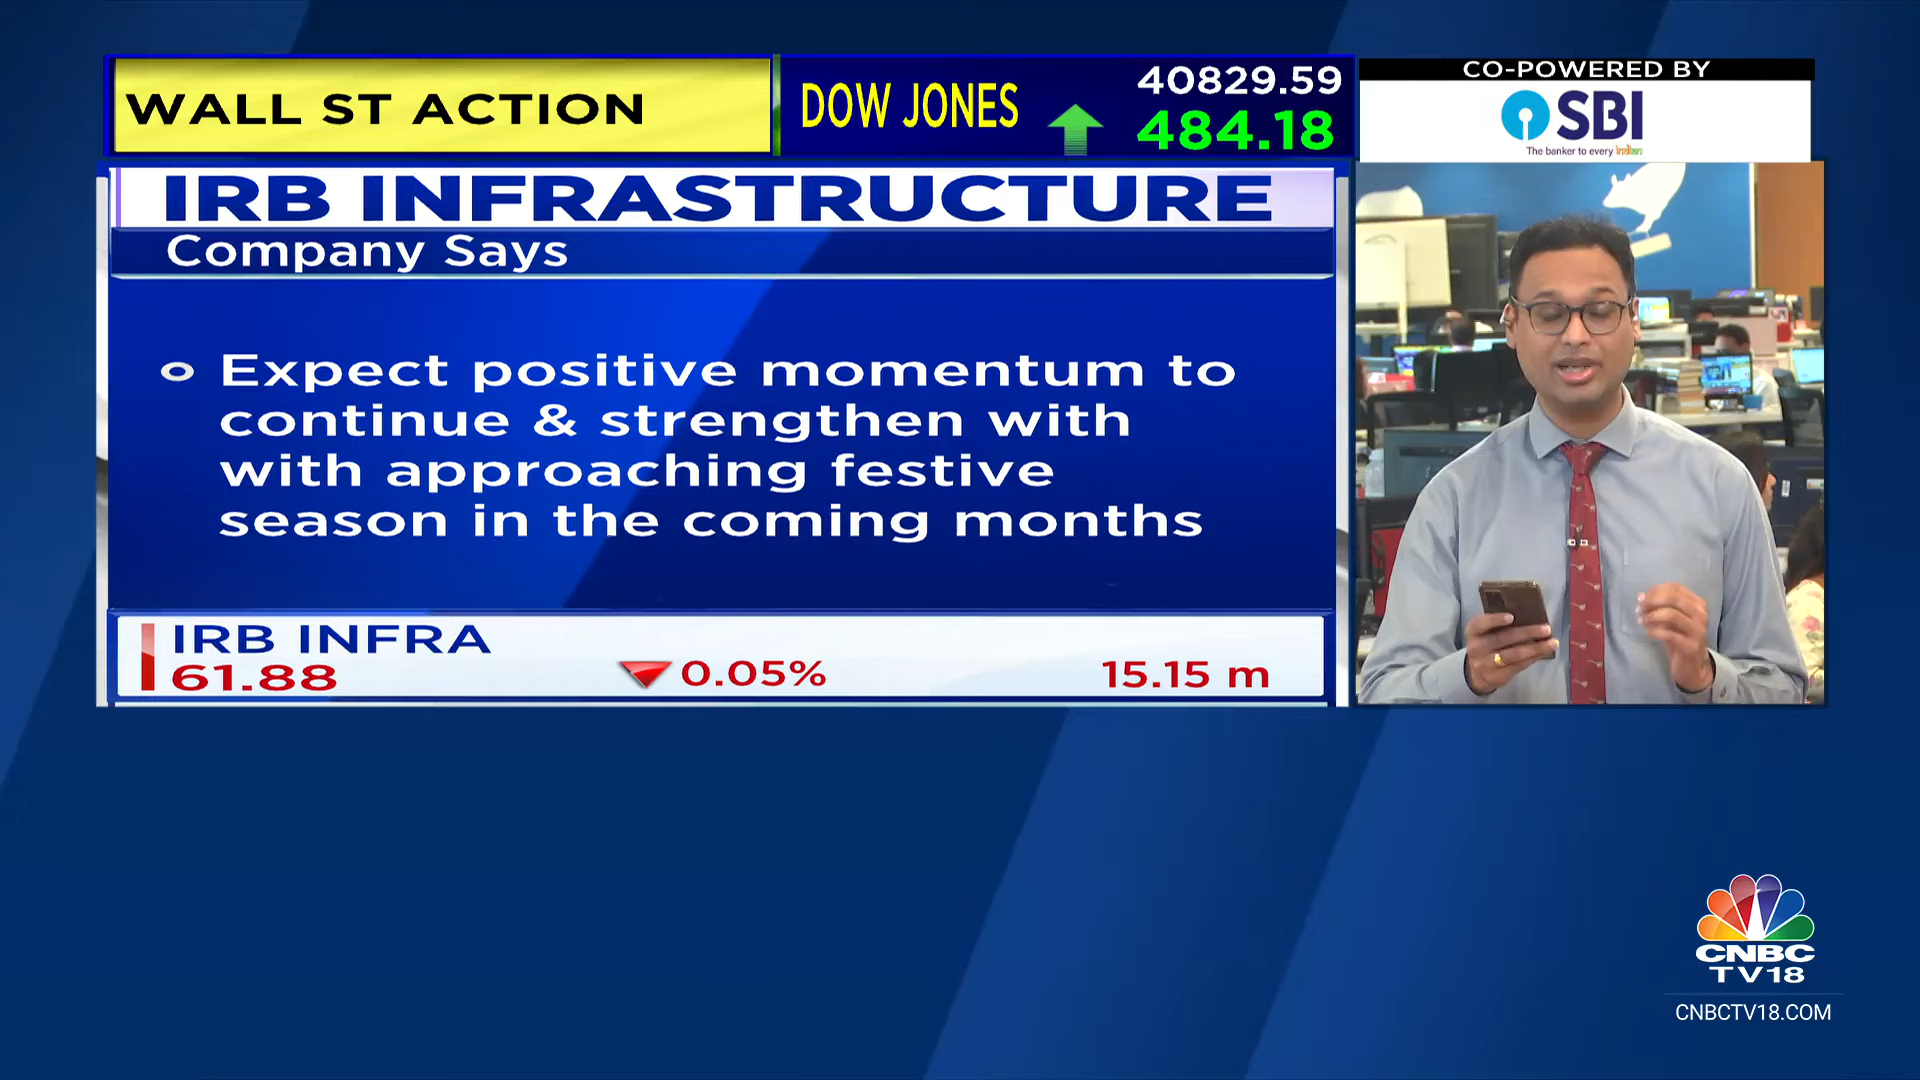 WALL ST ACTION
DOW JONES
40829.59
484.18
CO-POWERED BY
SBI
The banker to every Indian
IRB INFRASTRUCTURE
Company Says
Expect positive momentum to
continue & strengthen with
with approaching festive
season in the coming months
IRB INFRA
61.88
0.05%
15.15 m
CNBC
TV18
CNBCTV18.COM